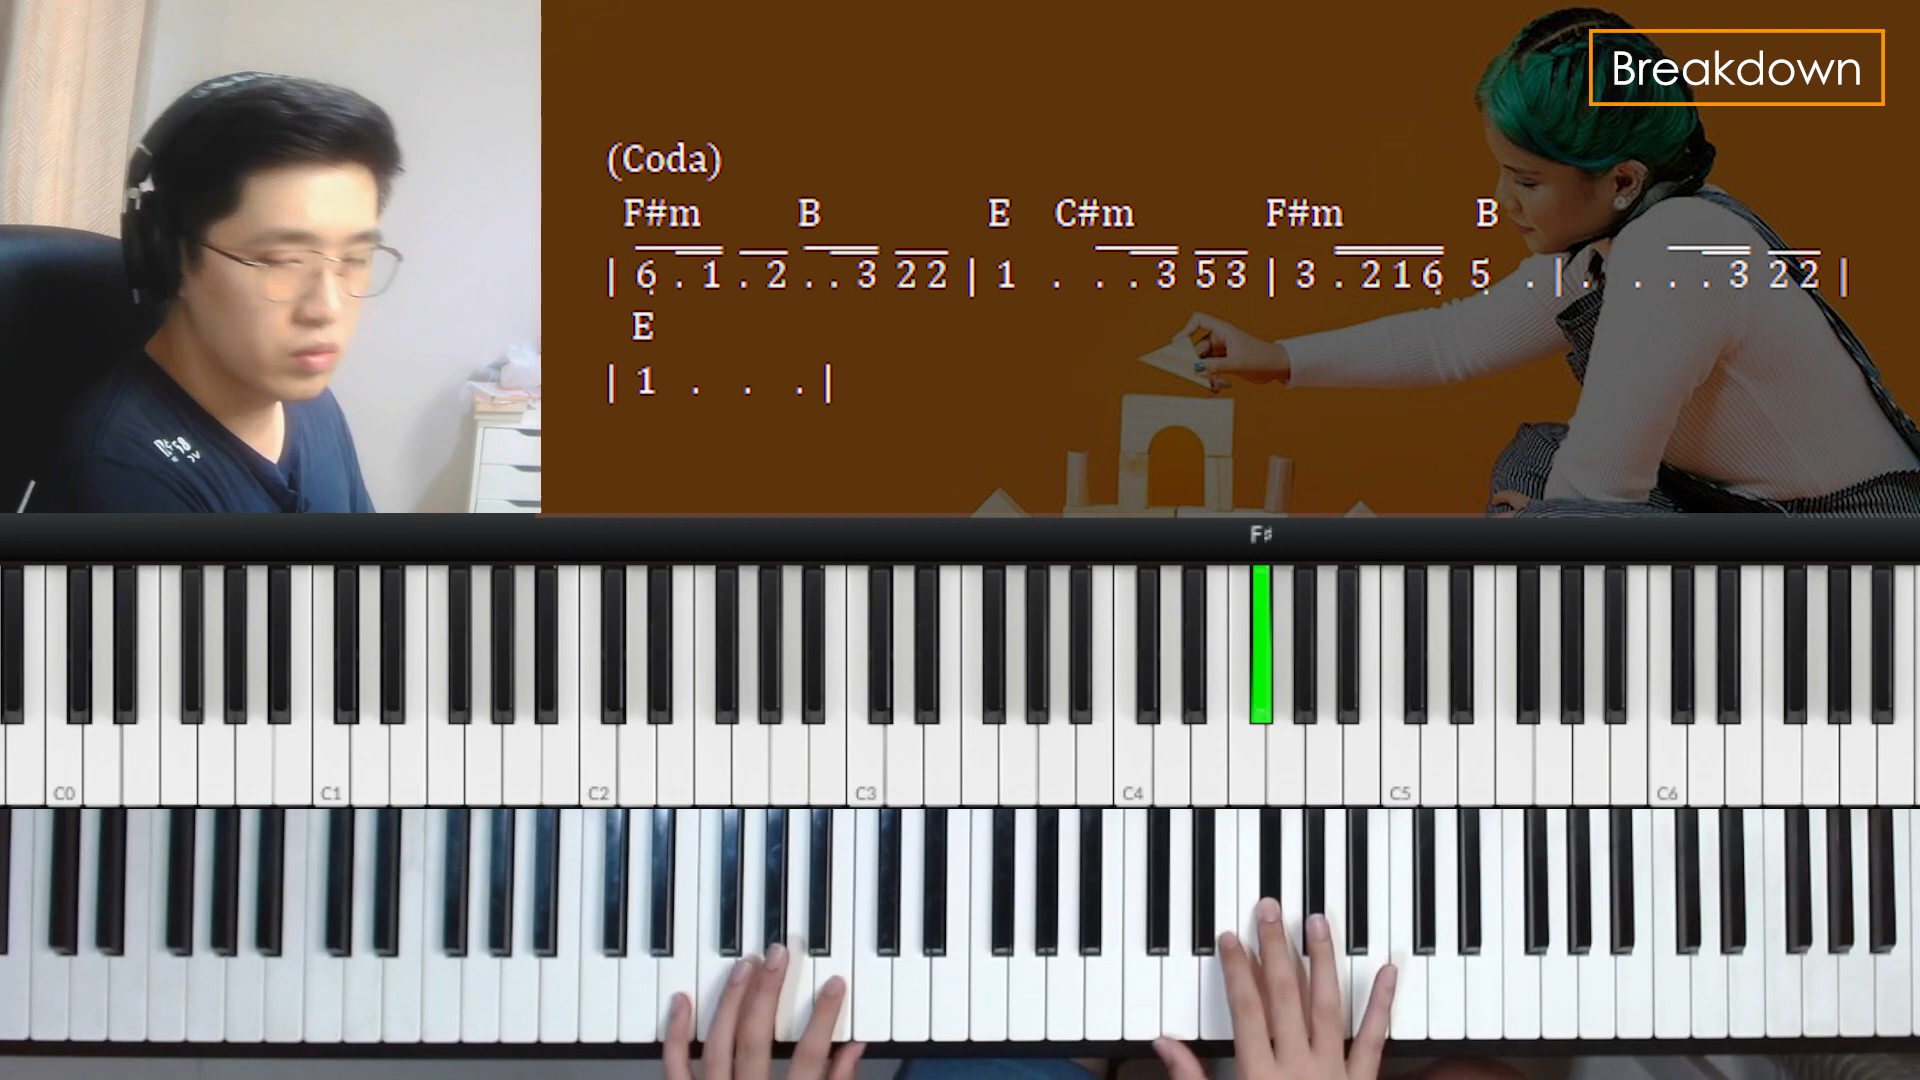 Breakdown
(Coda)
F#m B E C#m F#m B
| 6 . 1 . 2 . . 3 2 2 | 1 . . . 3 5 3 | 3 . 2 1 6 5 . | . . . . 3 2 2 |
E
| 1 . . . |
F♯
C0 C1 C2 C3 C4 C5 C6